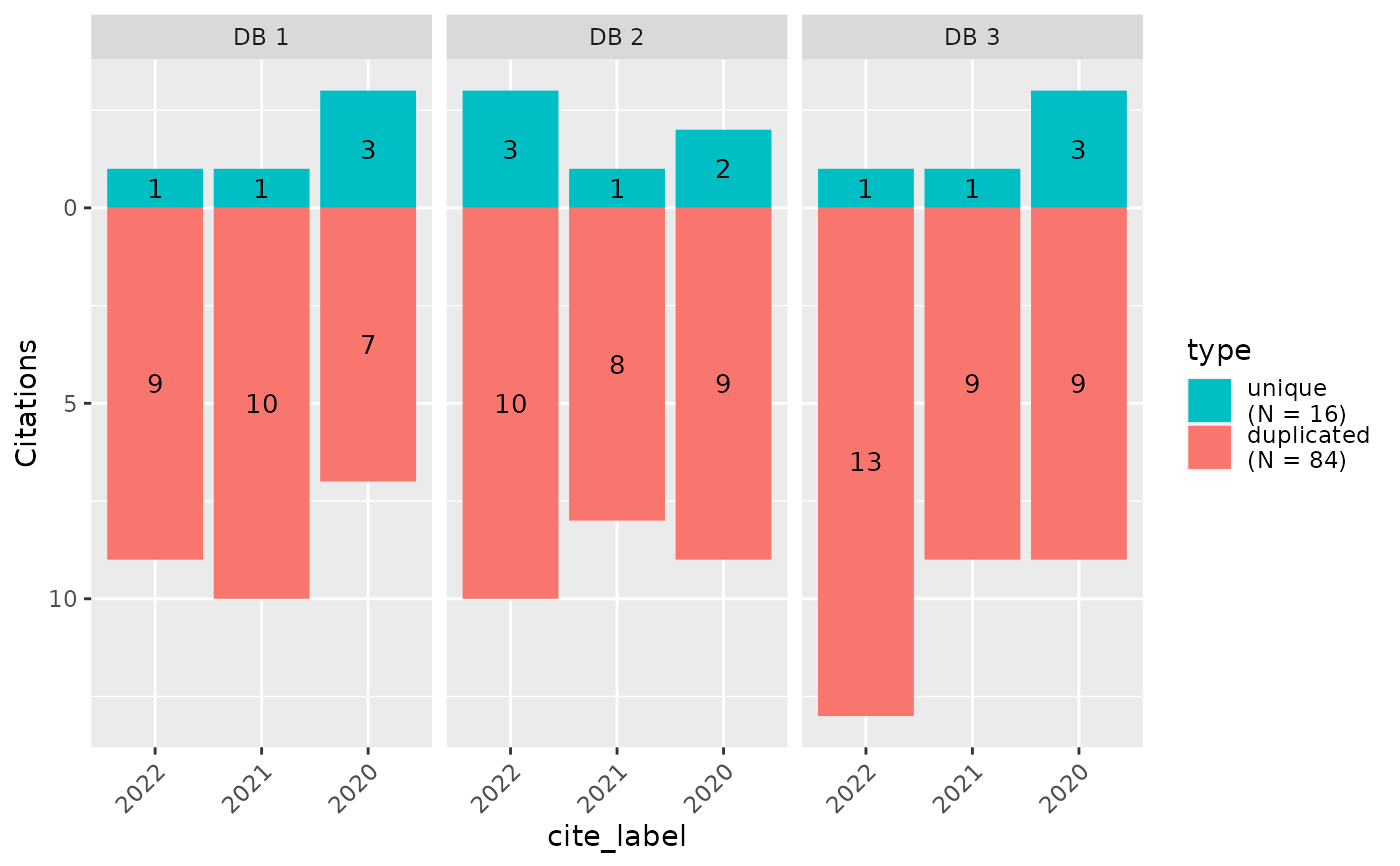 DB 1 DB 2 DB 3
3 3 3
2
1 1 1 1 1
0
7
8
9 9 9 9
5
10 10
13
10
2022 2021 2020 2022 2021 2020 2022 2021 2020
cite_label
Citations
type
unique
(N = 16)
duplicated
(N = 84)